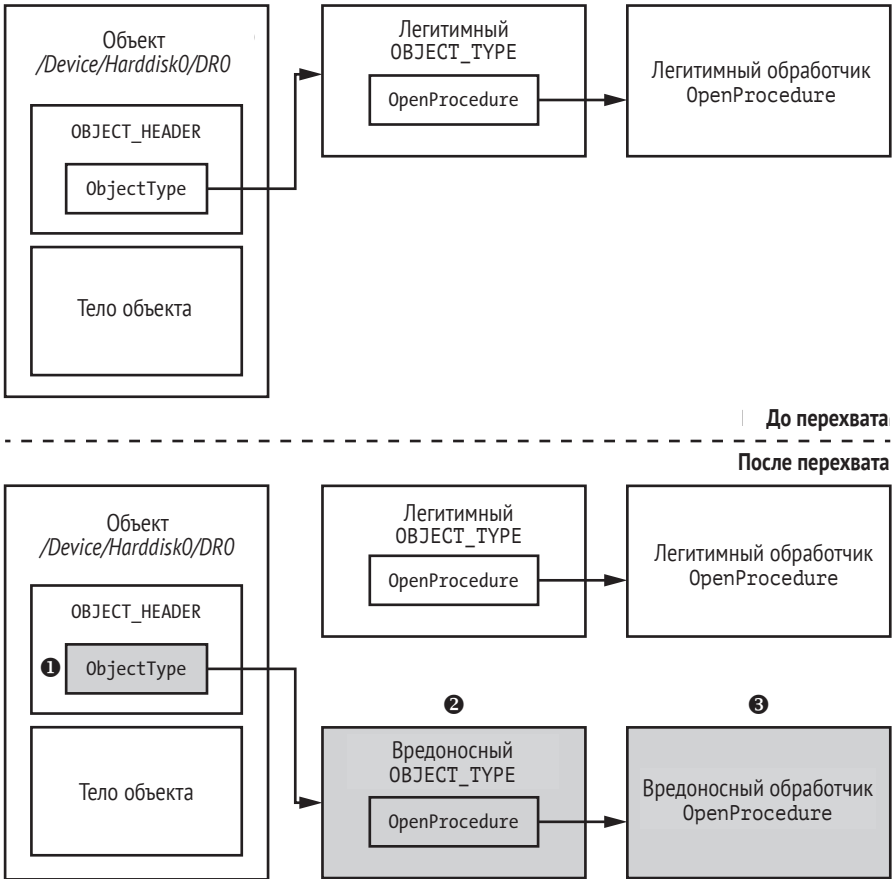 Объект
/Device/Harddisk0/DR0
OBJECT_HEADER
ObjectType
Тело объекта
Легитимный
OBJECT_TYPE
OpenProcedure
Легитимный обработчик
OpenProcedure
До перехвата
После перехвата
Объект
/Device/Harddisk0/DR0
OBJECT_HEADER
❶ ObjectType
Тело объекта
Легитимный
OBJECT_TYPE
OpenProcedure
Легитимный обработчик
OpenProcedure
❷
Вредоносный
OBJECT_TYPE
OpenProcedure
❸
Вредоносный обработчик
OpenProcedure